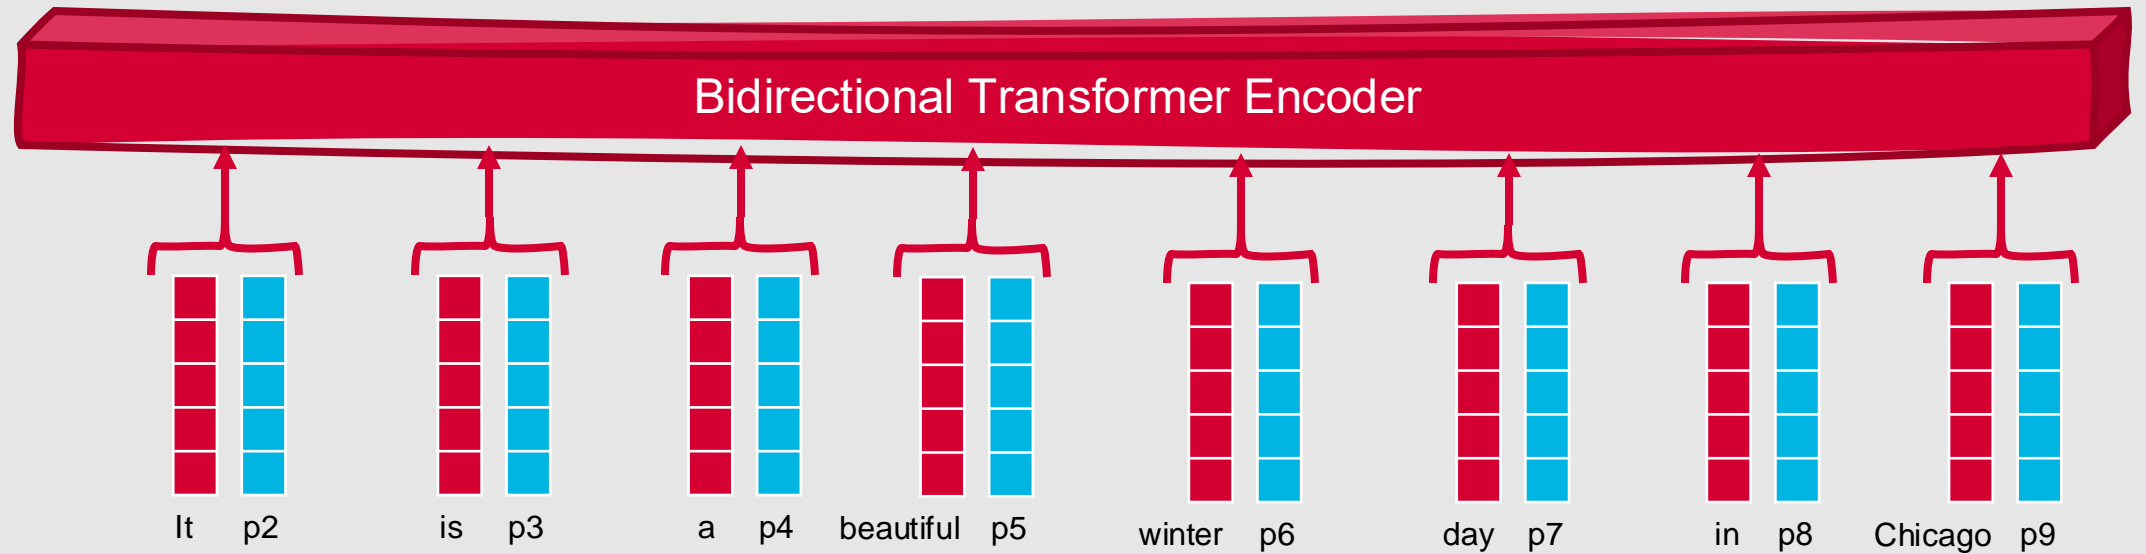 Bidirectional Transformer Encoder
It p2 is p3 a p4 beautiful p5 winter p6 day p7 in p8 Chicago p9